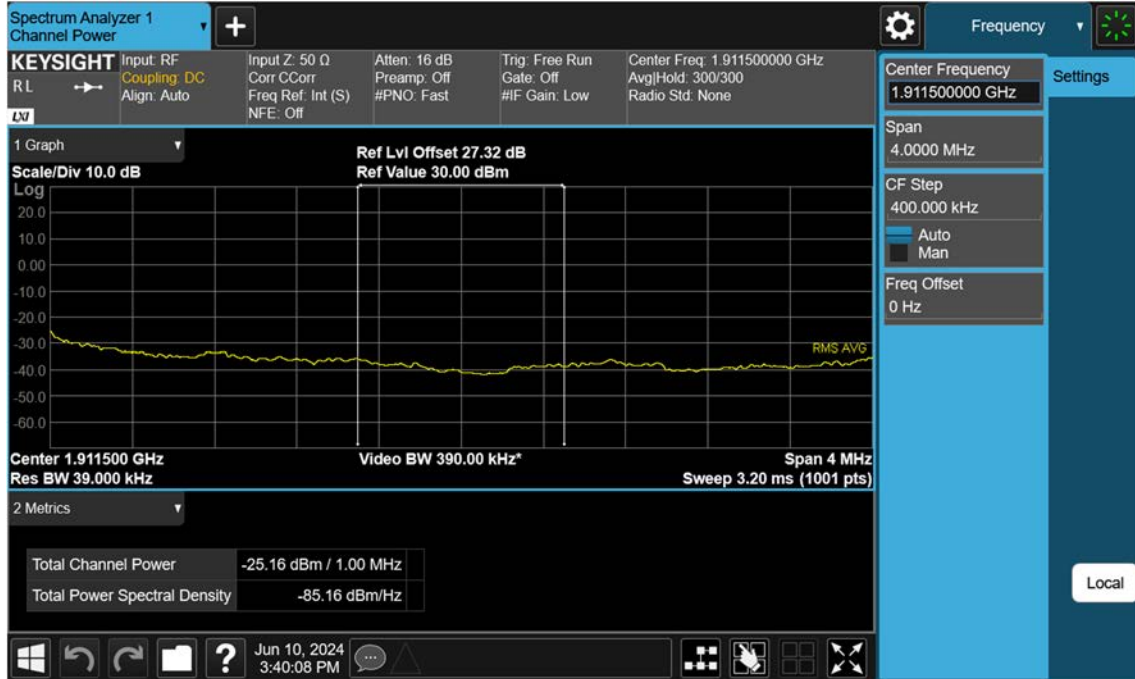 Spectrum Analyzer 1
Channel Power
Frequency
KEYSIGHT
R L
LXI
Input: RF
Coupling: DC
Align: Auto
Input Z: 50 Ω
Corr CCorr
Freq Ref: Int (S)
NFE: Off
Atten: 16 dB
Preamp: Off
#PNO: Fast
Trig: Free Run
Gate: Off
#IF Gain: Low
Center Freq: 1.911500000 GHz
Avg|Hold: 300/300
Radio Std: None
Center Frequency
1.911500000 GHz
Settings
Span
4.0000 MHz
CF Step
400.000 kHz
Auto
Man
Freq Offset
0 Hz
Local
1 Graph
Scale/Div 10.0 dB
Ref Lvl Offset 27.32 dB
Ref Value 30.00 dBm
Log
20.0
10.0
0.00
-10.0
-20.0
-30.0
-40.0
-50.0
-60.0
RMS AVG
Center 1.911500 GHz
Video BW 390.00 kHz*
Span 4 MHz
Res BW 39.000 kHz
Sweep 3.20 ms (1001 pts)
2 Metrics
Total Channel Power -25.16 dBm / 1.00 MHz
Total Power Spectral Density -85.16 dBm/Hz
?
Jun 10, 2024
3:40:08 PM